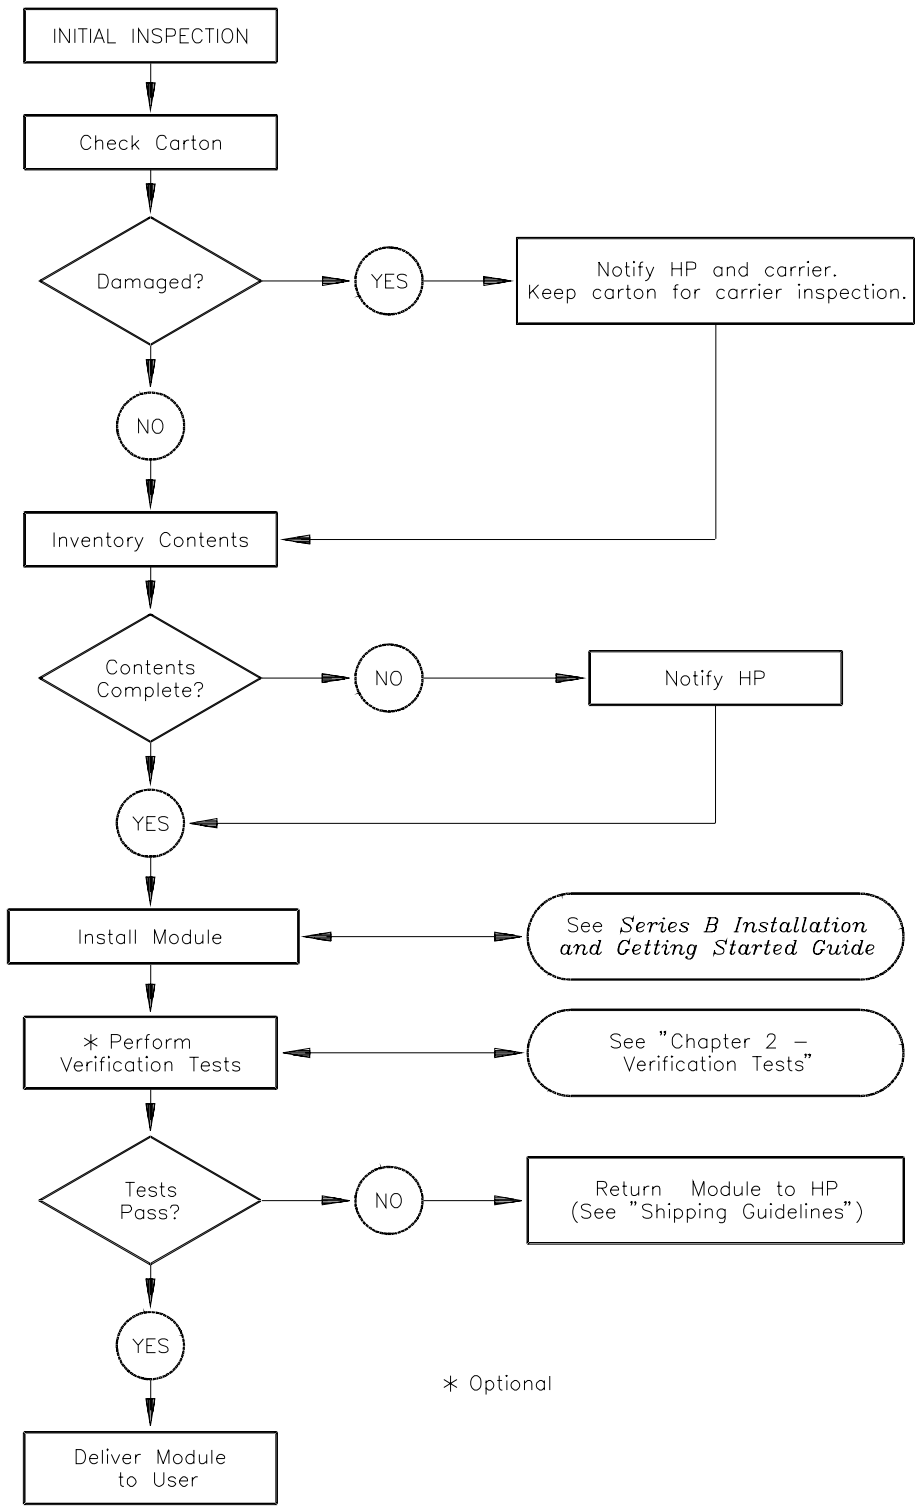 INITIAL INSPECTION
Check Carton
Damaged?
YES
Notify HP and carrier.
Keep carton for carrier inspection.
NO
Inventory Contents
Contents
Complete?
NO
Notify HP
YES
Install Module
See Series B Installation
and Getting Started Guide
* Perform
Verification Tests
See "Chapter 2 –
Verification Tests"
Tests
Pass?
NO
Return Module to HP
(See "Shipping Guidelines")
YES
* Optional
Deliver Module
to User